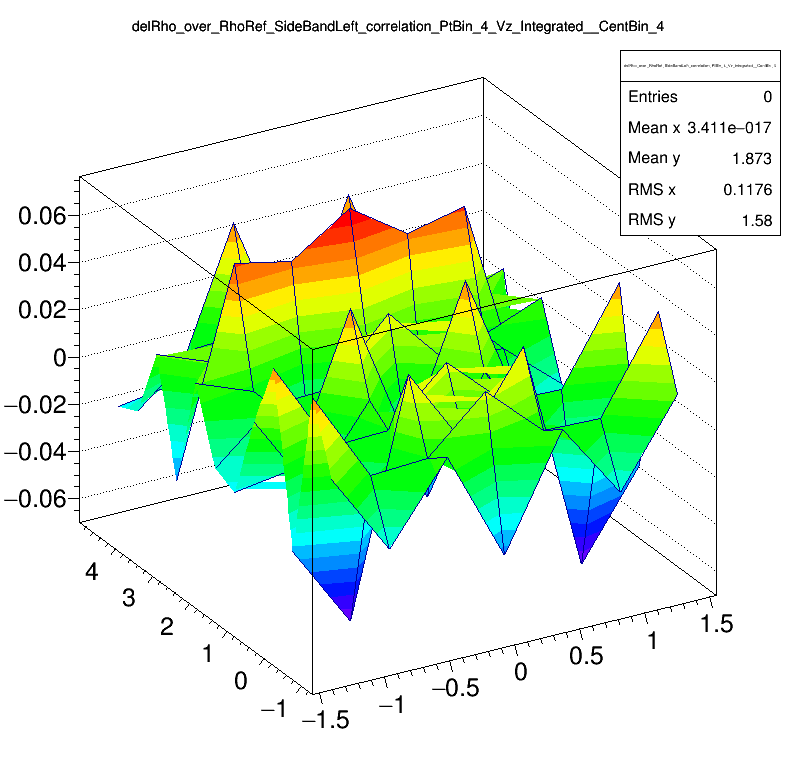 delRho_over_RhoRef_SideBandLeft_correlation_PtBin_4_Vz_Integrated__CentBin_4
delRho_over_RhoRef_SideBandLeft_correlation_PtBin_4_Vz_Integrated__CentBin_4
Entries 0
Mean x 3.411e−017
Mean y 1.873
RMS x 0.1176
RMS y 1.58
0.06
0.04
0.02
0
−0.02
−0.04
−0.06
4
3
2
1
0
−1
−1.5
−1
−0.5
0
0.5
1
1.5